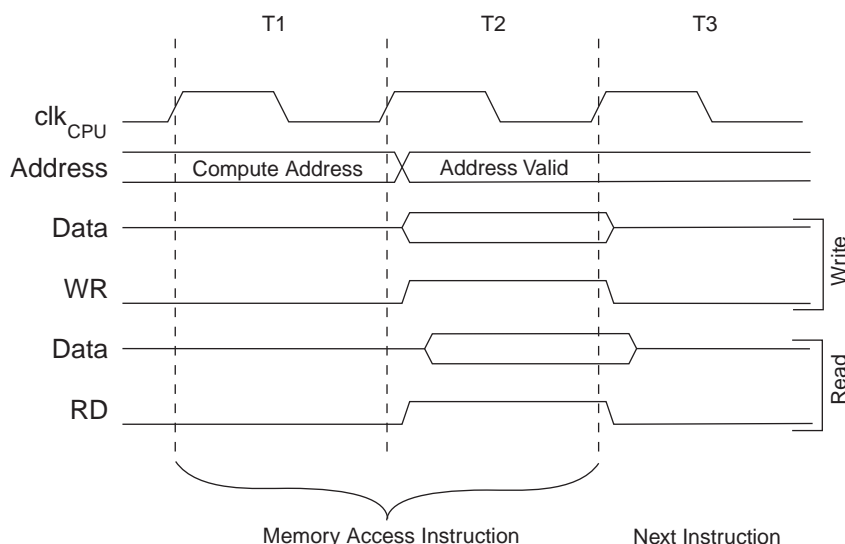 T1 T2 T3
clkCPU
Address Compute Address Address Valid
Data
WR
Write
Data
RD
Read
Memory Access Instruction Next Instruction